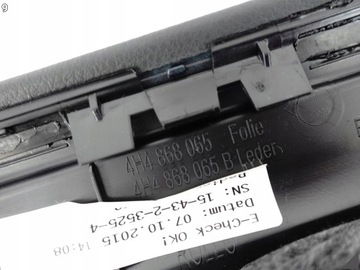 4H4 868 065 Folie
4H4 868 065 B Leder
E-Check OK!
Datum: 07.10.2015 14:08
SN: 15-43-2-3525-4